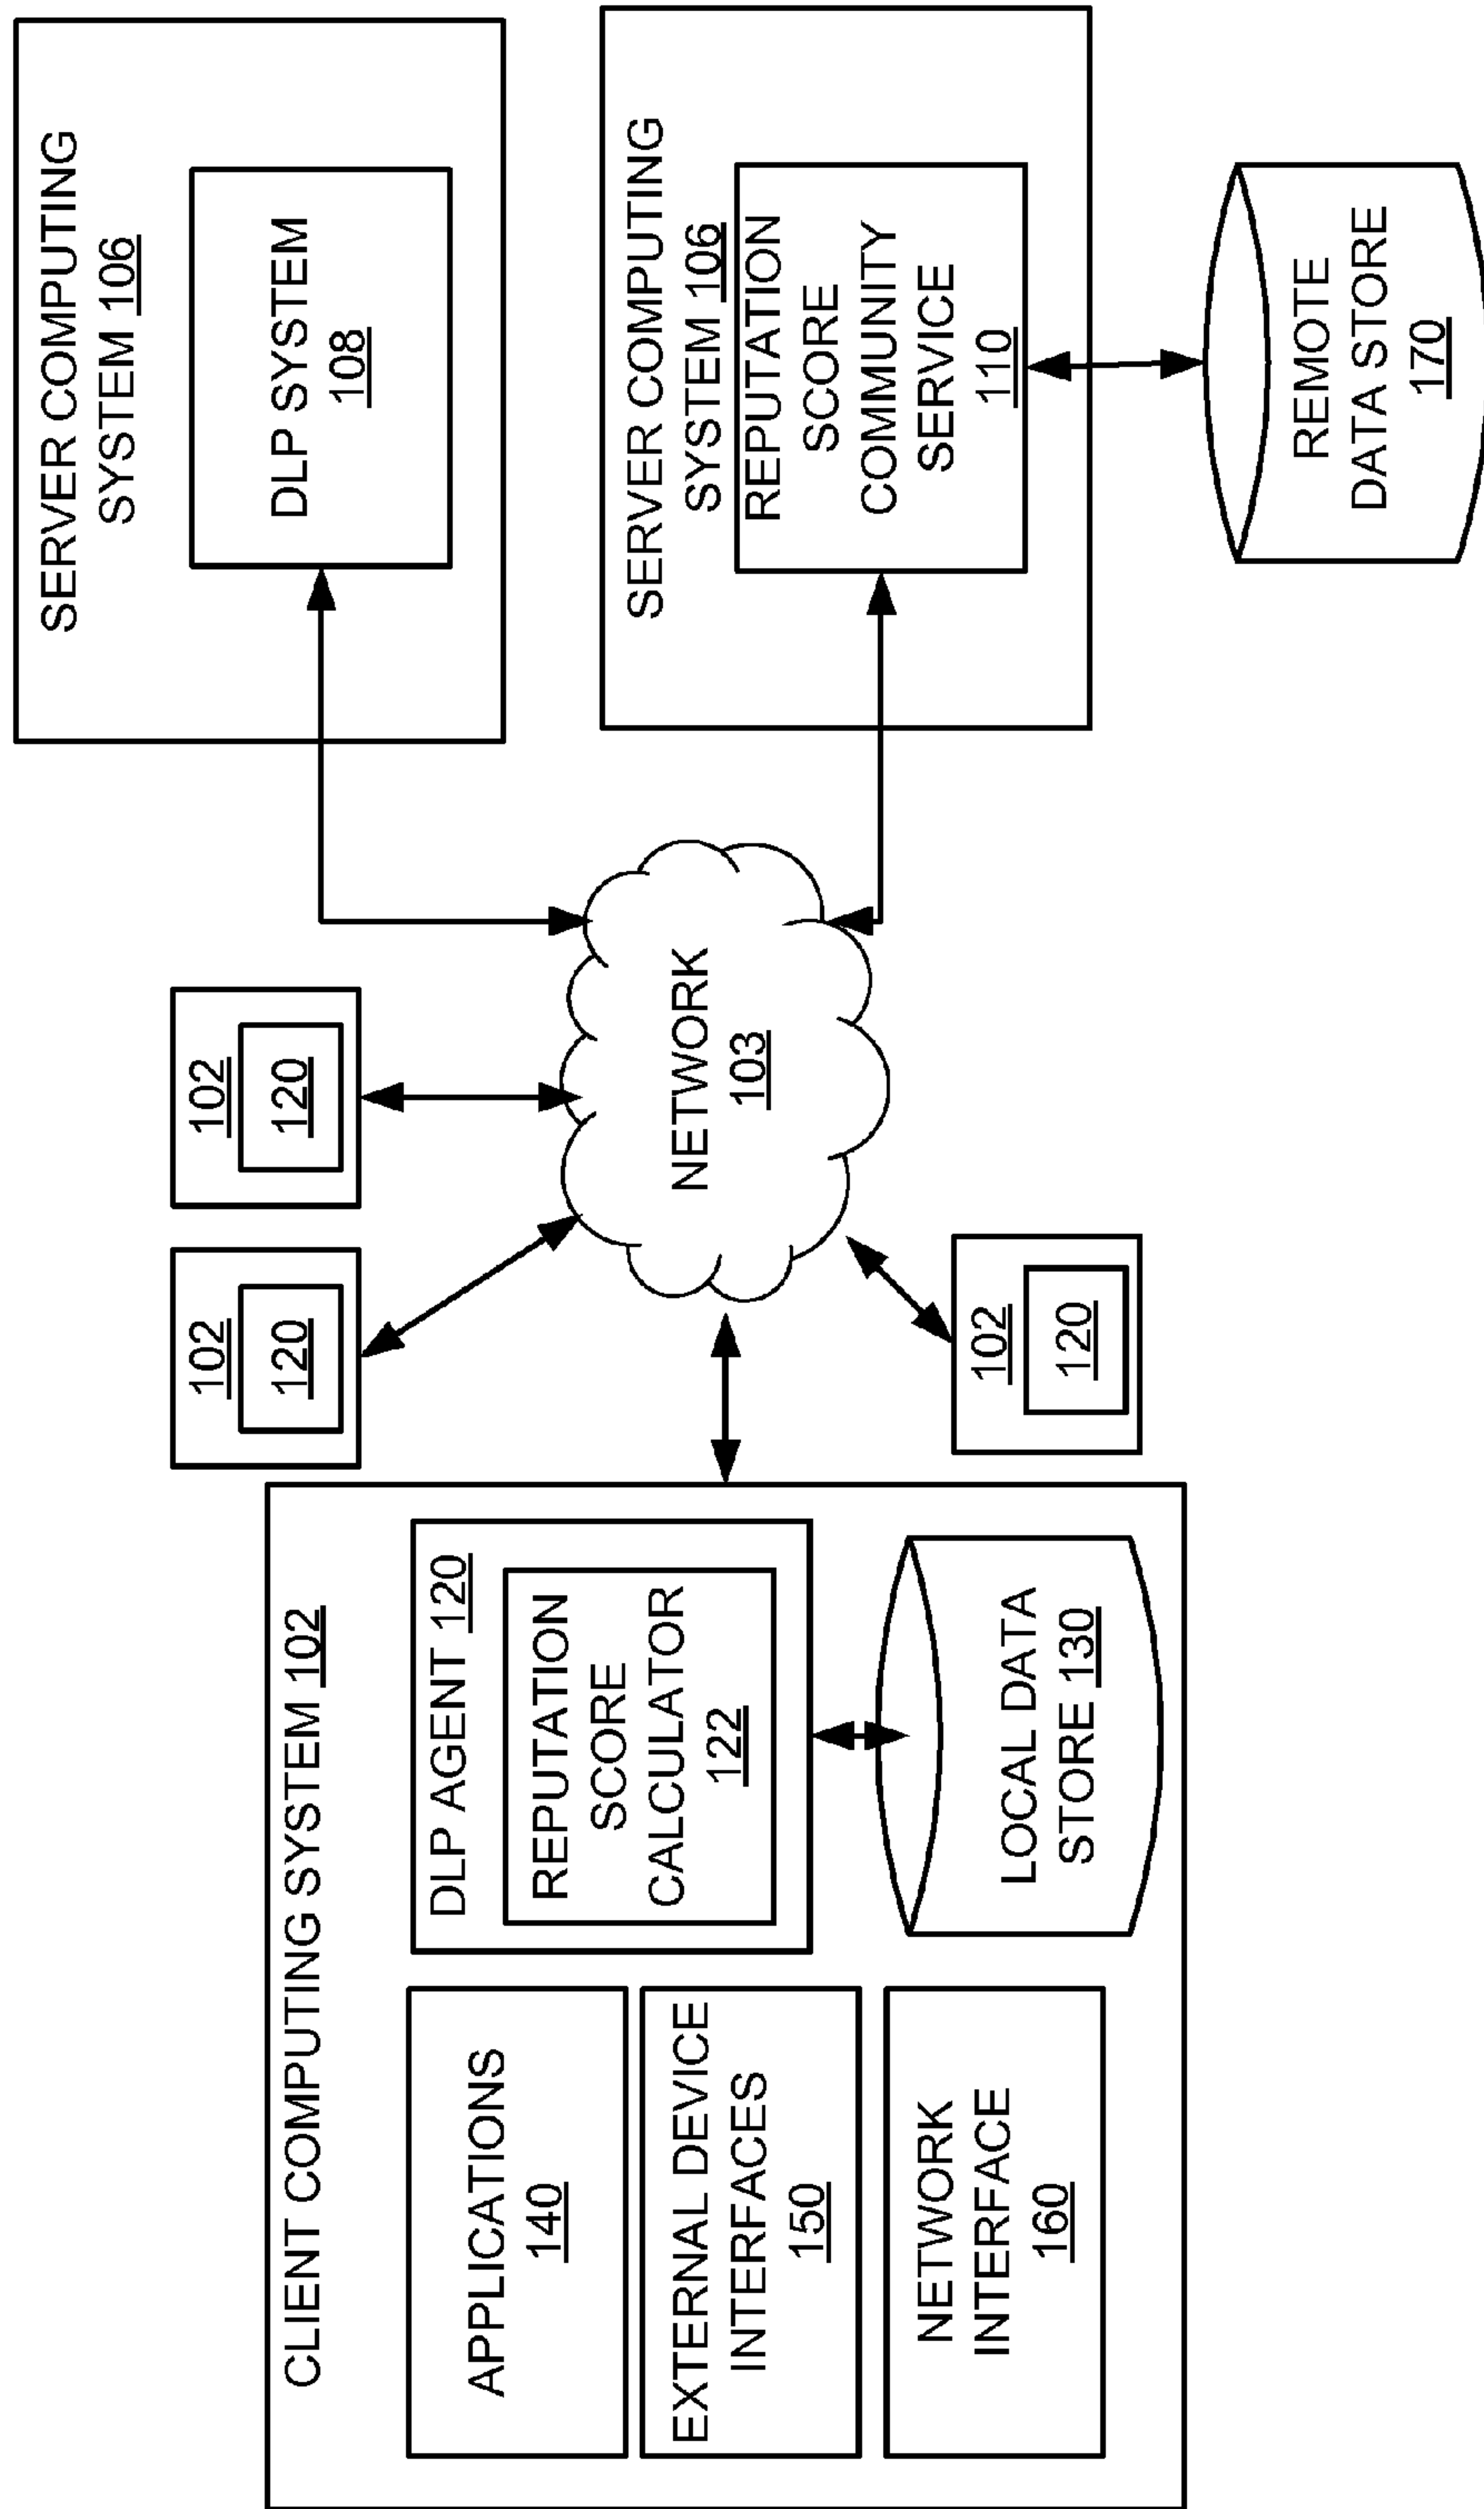 CLIENT COMPUTING SYSTEM 102
APPLICATIONS
140
EXTERNAL DEVICE
INTERFACES
150
NETWORK
INTERFACE
160
DLP AGENT 120
REPUTATION
SCORE
CALCULATOR
122
LOCAL DATA
STORE 130
102
120
102
120
102
120
NETWORK
103
SERVER COMPUTING
SYSTEM 106
DLP SYSTEM
108
SERVER COMPUTING
SYSTEM 106
REPUTATION
SCORE
COMMUNITY
SERVICE
110
REMOTE
DATA STORE
170